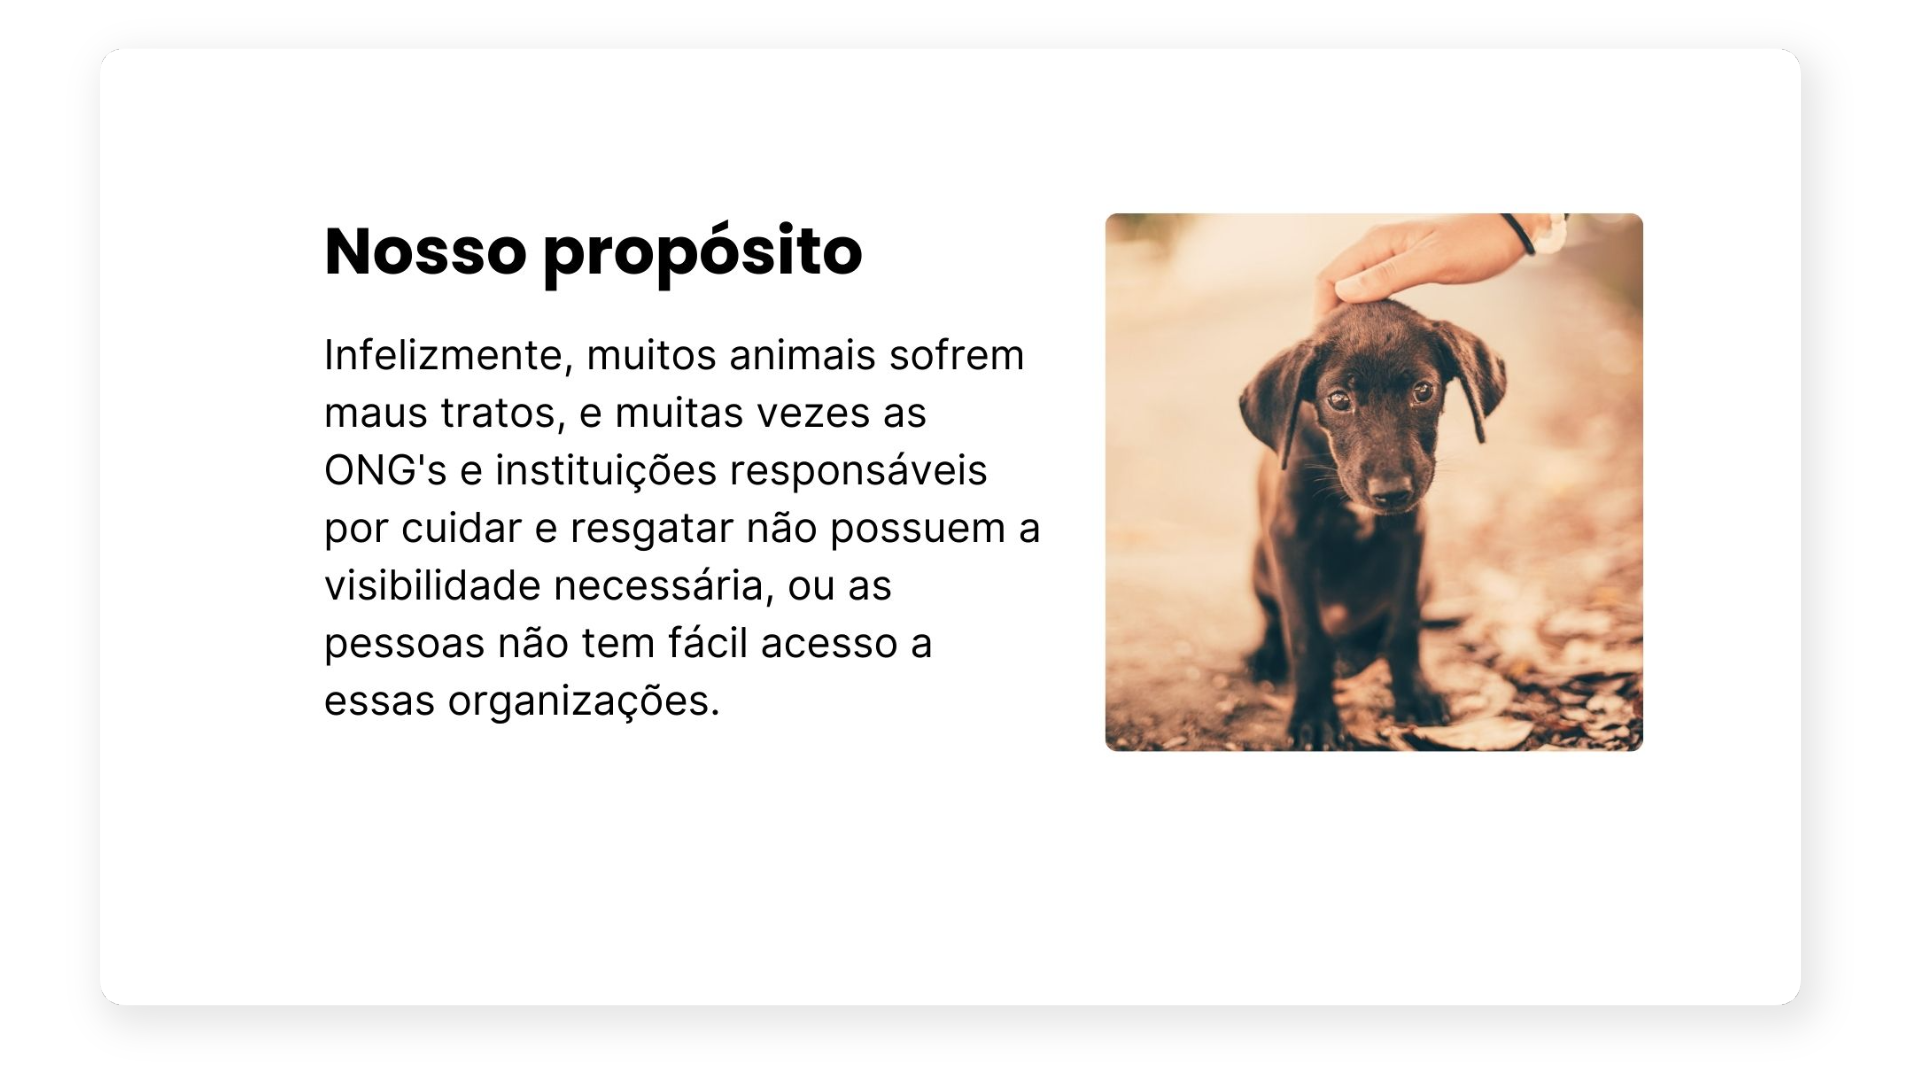 Nosso propósito
Infelizmente, muitos animais sofrem
maus tratos, e muitas vezes as
ONG's e instituições responsáveis
por cuidar e resgatar não possuem a
visibilidade necessária, ou as
pessoas não tem fácil acesso a
essas organizações.